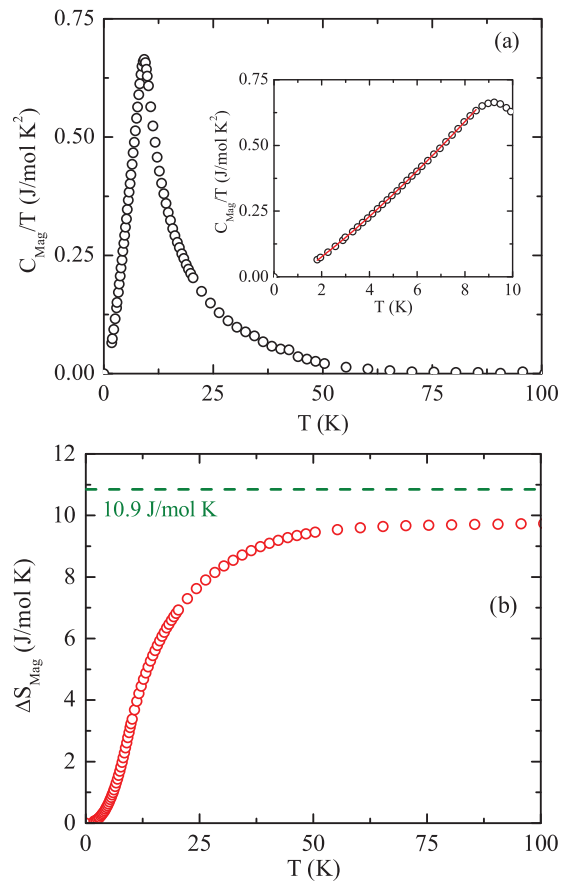 (a)
C_Mag/T (J/mol K²)
0.75
0.50
0.25
0.00
0 25 50 75 100
T (K)
C_Mag/T (J/mol K²)
0.75
0.50
0.25
0.00
0 2 4 6 8 10
T (K)
(b)
ΔS_Mag (J/mol K)
12
10
8
6
4
2
0
10.9 J/mol K
0 25 50 75 100
T (K)